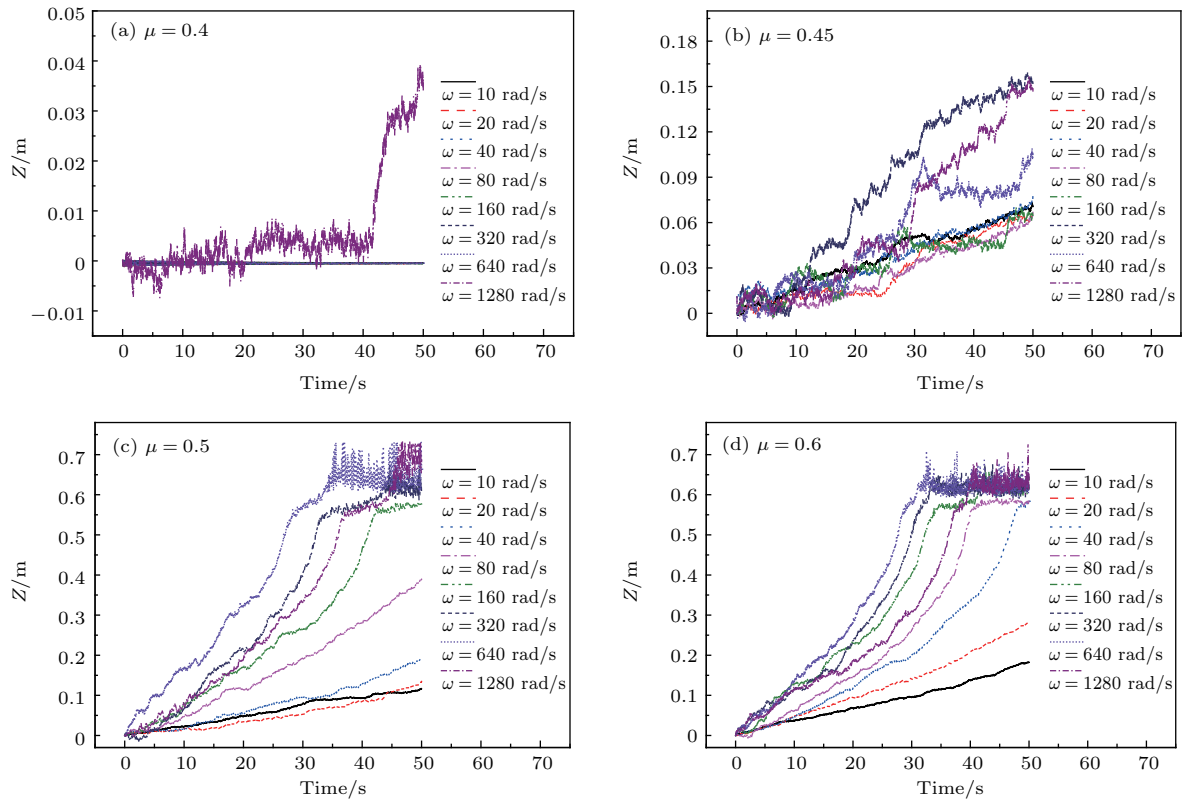 (a) μ = 0.4
Z/m
0.05
0.04
0.03
0.02
0.01
0
−0.01
0 10 20 30 40 50 60 70
Time/s
ω = 10 rad/s
ω = 20 rad/s
ω = 40 rad/s
ω = 80 rad/s
ω = 160 rad/s
ω = 320 rad/s
ω = 640 rad/s
ω = 1280 rad/s
(b) μ = 0.45
Z/m
0.18
0.15
0.12
0.09
0.06
0.03
0
0 10 20 30 40 50 60 70
Time/s
ω = 10 rad/s
ω = 20 rad/s
ω = 40 rad/s
ω = 80 rad/s
ω = 160 rad/s
ω = 320 rad/s
ω = 640 rad/s
ω = 1280 rad/s
(c) μ = 0.5
Z/m
0.7
0.6
0.5
0.4
0.3
0.2
0.1
0
0 10 20 30 40 50 60 70
Time/s
ω = 10 rad/s
ω = 20 rad/s
ω = 40 rad/s
ω = 80 rad/s
ω = 160 rad/s
ω = 320 rad/s
ω = 640 rad/s
ω = 1280 rad/s
(d) μ = 0.6
Z/m
0.7
0.6
0.5
0.4
0.3
0.2
0.1
0
0 10 20 30 40 50 60 70
Time/s
ω = 10 rad/s
ω = 20 rad/s
ω = 40 rad/s
ω = 80 rad/s
ω = 160 rad/s
ω = 320 rad/s
ω = 640 rad/s
ω = 1280 rad/s